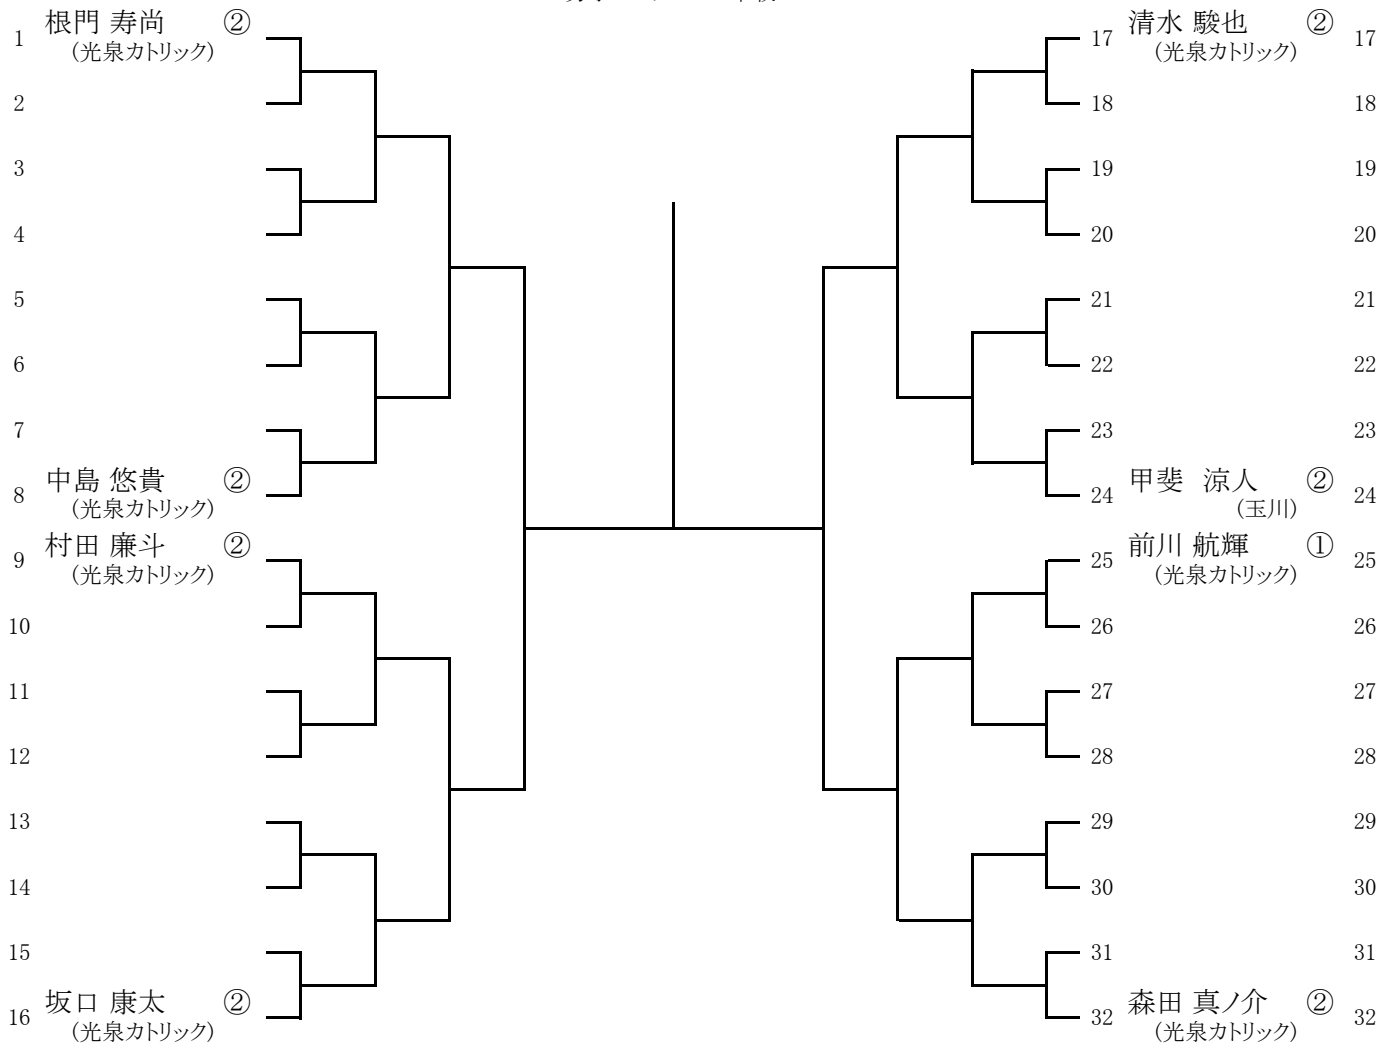 1 根門 寿尚 ②
(光泉カトリック)
2
3
4
5
6
7
8 中島 悠貴 ②
(光泉カトリック)
9 村田 廉斗 ②
(光泉カトリック)
10
11
12
13
14
15
16 坂口 康太 ②
(光泉カトリック)
17 清水 駿也 ② 17
(光泉カトリック)
18 18
19 19
20 20
21 21
22 22
23 23
24 甲斐 涼人 ② 24
(玉川)
25 前川 航輝 ① 25
(光泉カトリック)
26 26
27 27
28 28
29 29
30 30
31 31
32 森田 真ノ介 ② 32
(光泉カトリック)